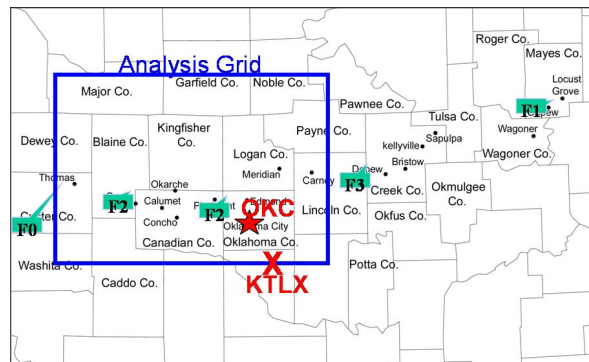 Roger Co.
Mayes Co.
Analysis Grid
Locust
Grove
Garfield Co.
Noble Co.
Major Co.
Pawnee Co.
F1
Tulsa Co.
Kingfisher
Co.
Payne Co.
Wagoner
Dewey Co.
Blaine Co.
Sapulpa
kellyville
Logan Co.
Wagoner Co.
Bristow
Meridian
Thomas
Carney
F3
Okarche
Creek Co.
Okmulgee
Co.
F2
Calumet
F2
Edmond
OKC
Lincoln Co.
Okfus Co.
Concho
Oklahoma City
F0
Canadian Co.
Oklahoma Co.
Washita Co.
X
Potta Co.
KTLX
Caddo Co.